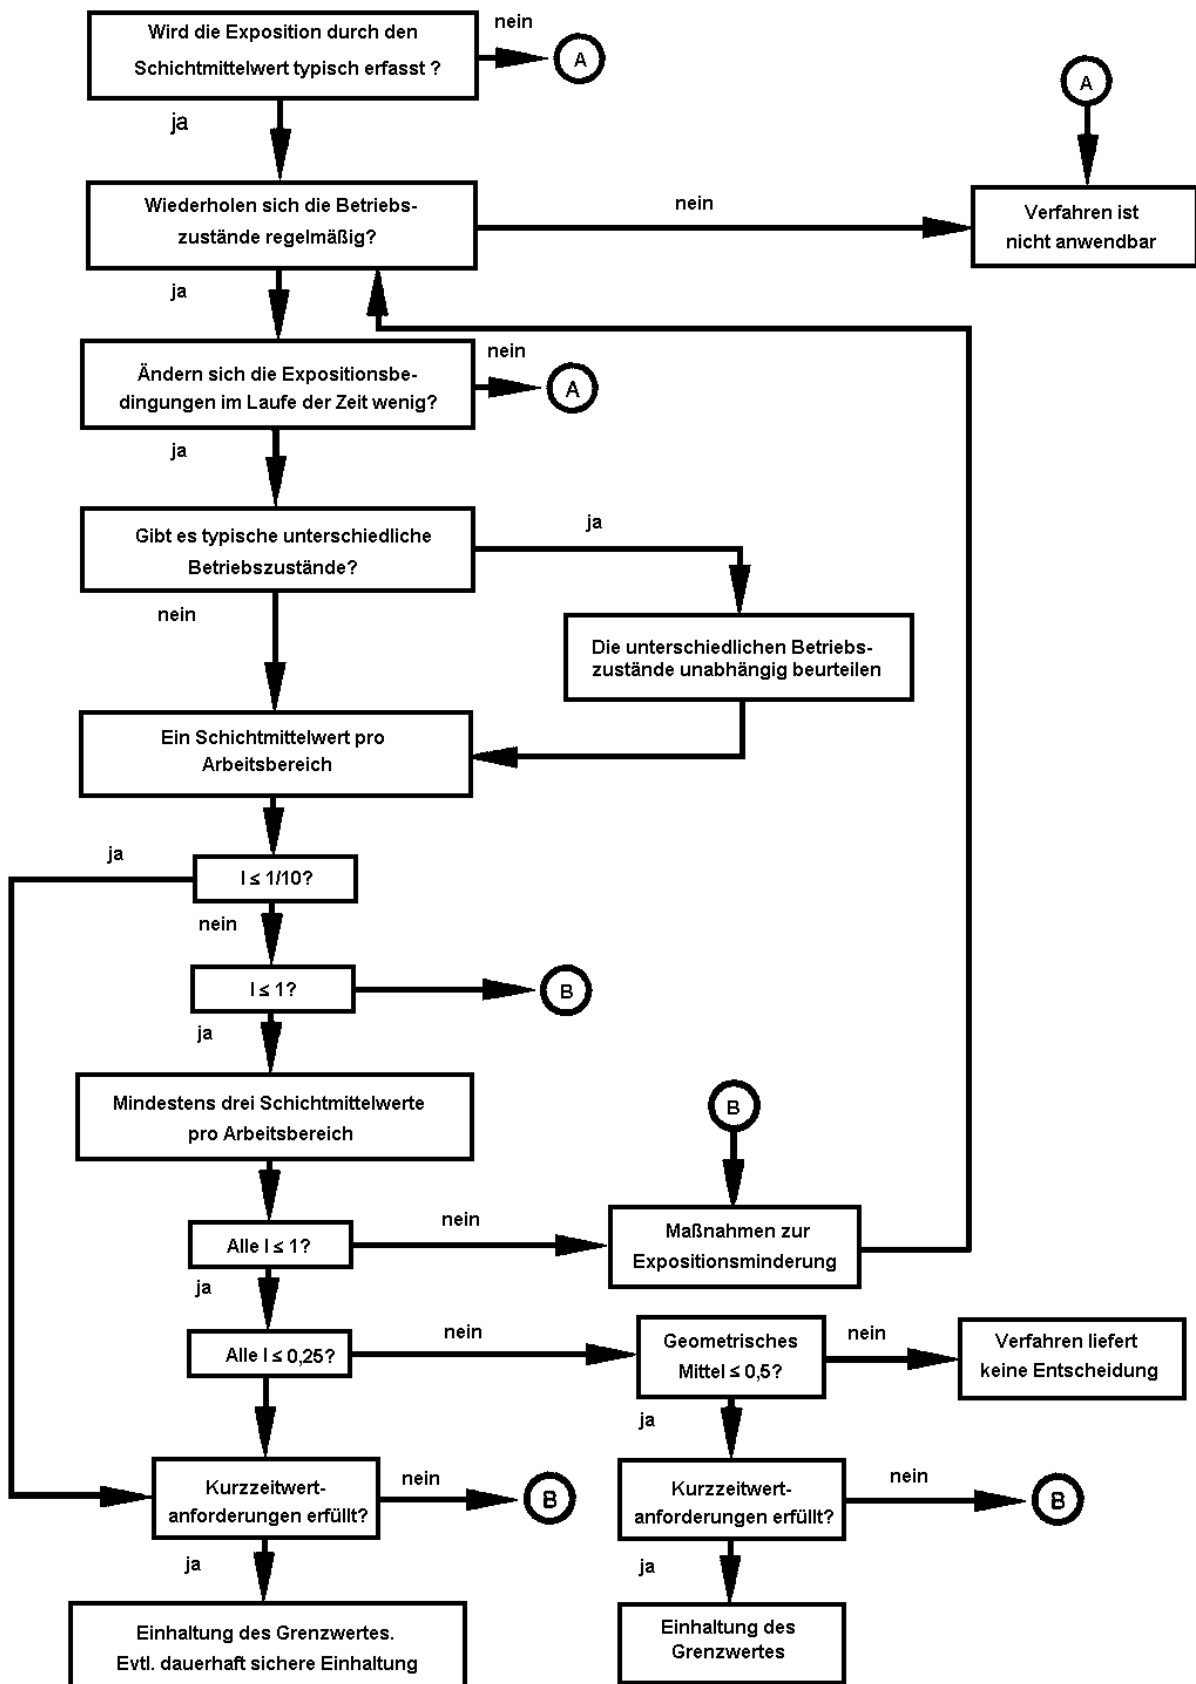 Wird die Exposition durch den
Schichtmittelwert typisch erfasst ?
nein
A
A
ja
Wiederholen sich die Betriebs-
zustände regelmäßig?
nein
Verfahren ist
nicht anwendbar
ja
Ändern sich die Expositionsbe-
dingungen im Laufe der Zeit wenig?
nein
A
ja
Gibt es typische unterschiedliche
Betriebszustände?
ja
nein
Die unterschiedlichen Betriebs-
zustände unabhängig beurteilen
Ein Schichtmittelwert pro
Arbeitsbereich
ja
I ≤ 1/10?
nein
I ≤ 1?
B
ja
Mindestens drei Schichtmittelwerte
pro Arbeitsbereich
B
Alle I ≤ 1?
nein
Maßnahmen zur
Expositionsminderung
ja
Alle I ≤ 0,25?
nein
Geometrisches
Mittel ≤ 0,5?
nein
Verfahren liefert
keine Entscheidung
ja
Kurzzeitwert-
anforderungen erfüllt?
nein
B
Kurzzeitwert-
anforderungen erfüllt?
nein
B
ja
ja
Einhaltung des Grenzwertes.
Evtl. dauerhaft sichere Einhaltung
Einhaltung des
Grenzwertes